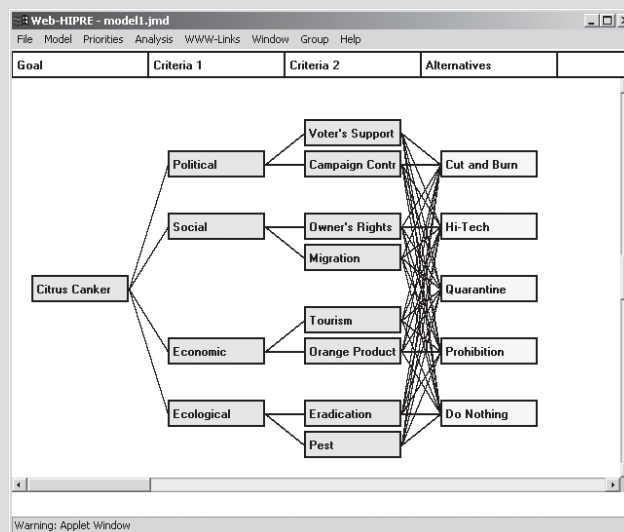 Web-HIPRE - model1.jmd
File Model Priorities Analysis WWW-Links Window Group Help
Goal Criteria 1 Criteria 2 Alternatives
Voter's Support
Political Campaign Contr Cut and Burn
Social Owner's Rights Hi-Tech
Migration
Citrus Canker Quarantine
Tourism
Economic Orange Product Prohibition
Ecological Eradication Do Nothing
Pest
Warning: Applet Window